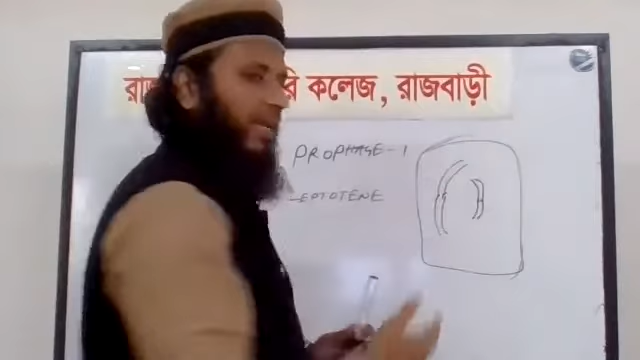 রা রি কলেজ, রাজবাড়ী
PROPHASE-1
LEPTOTENE